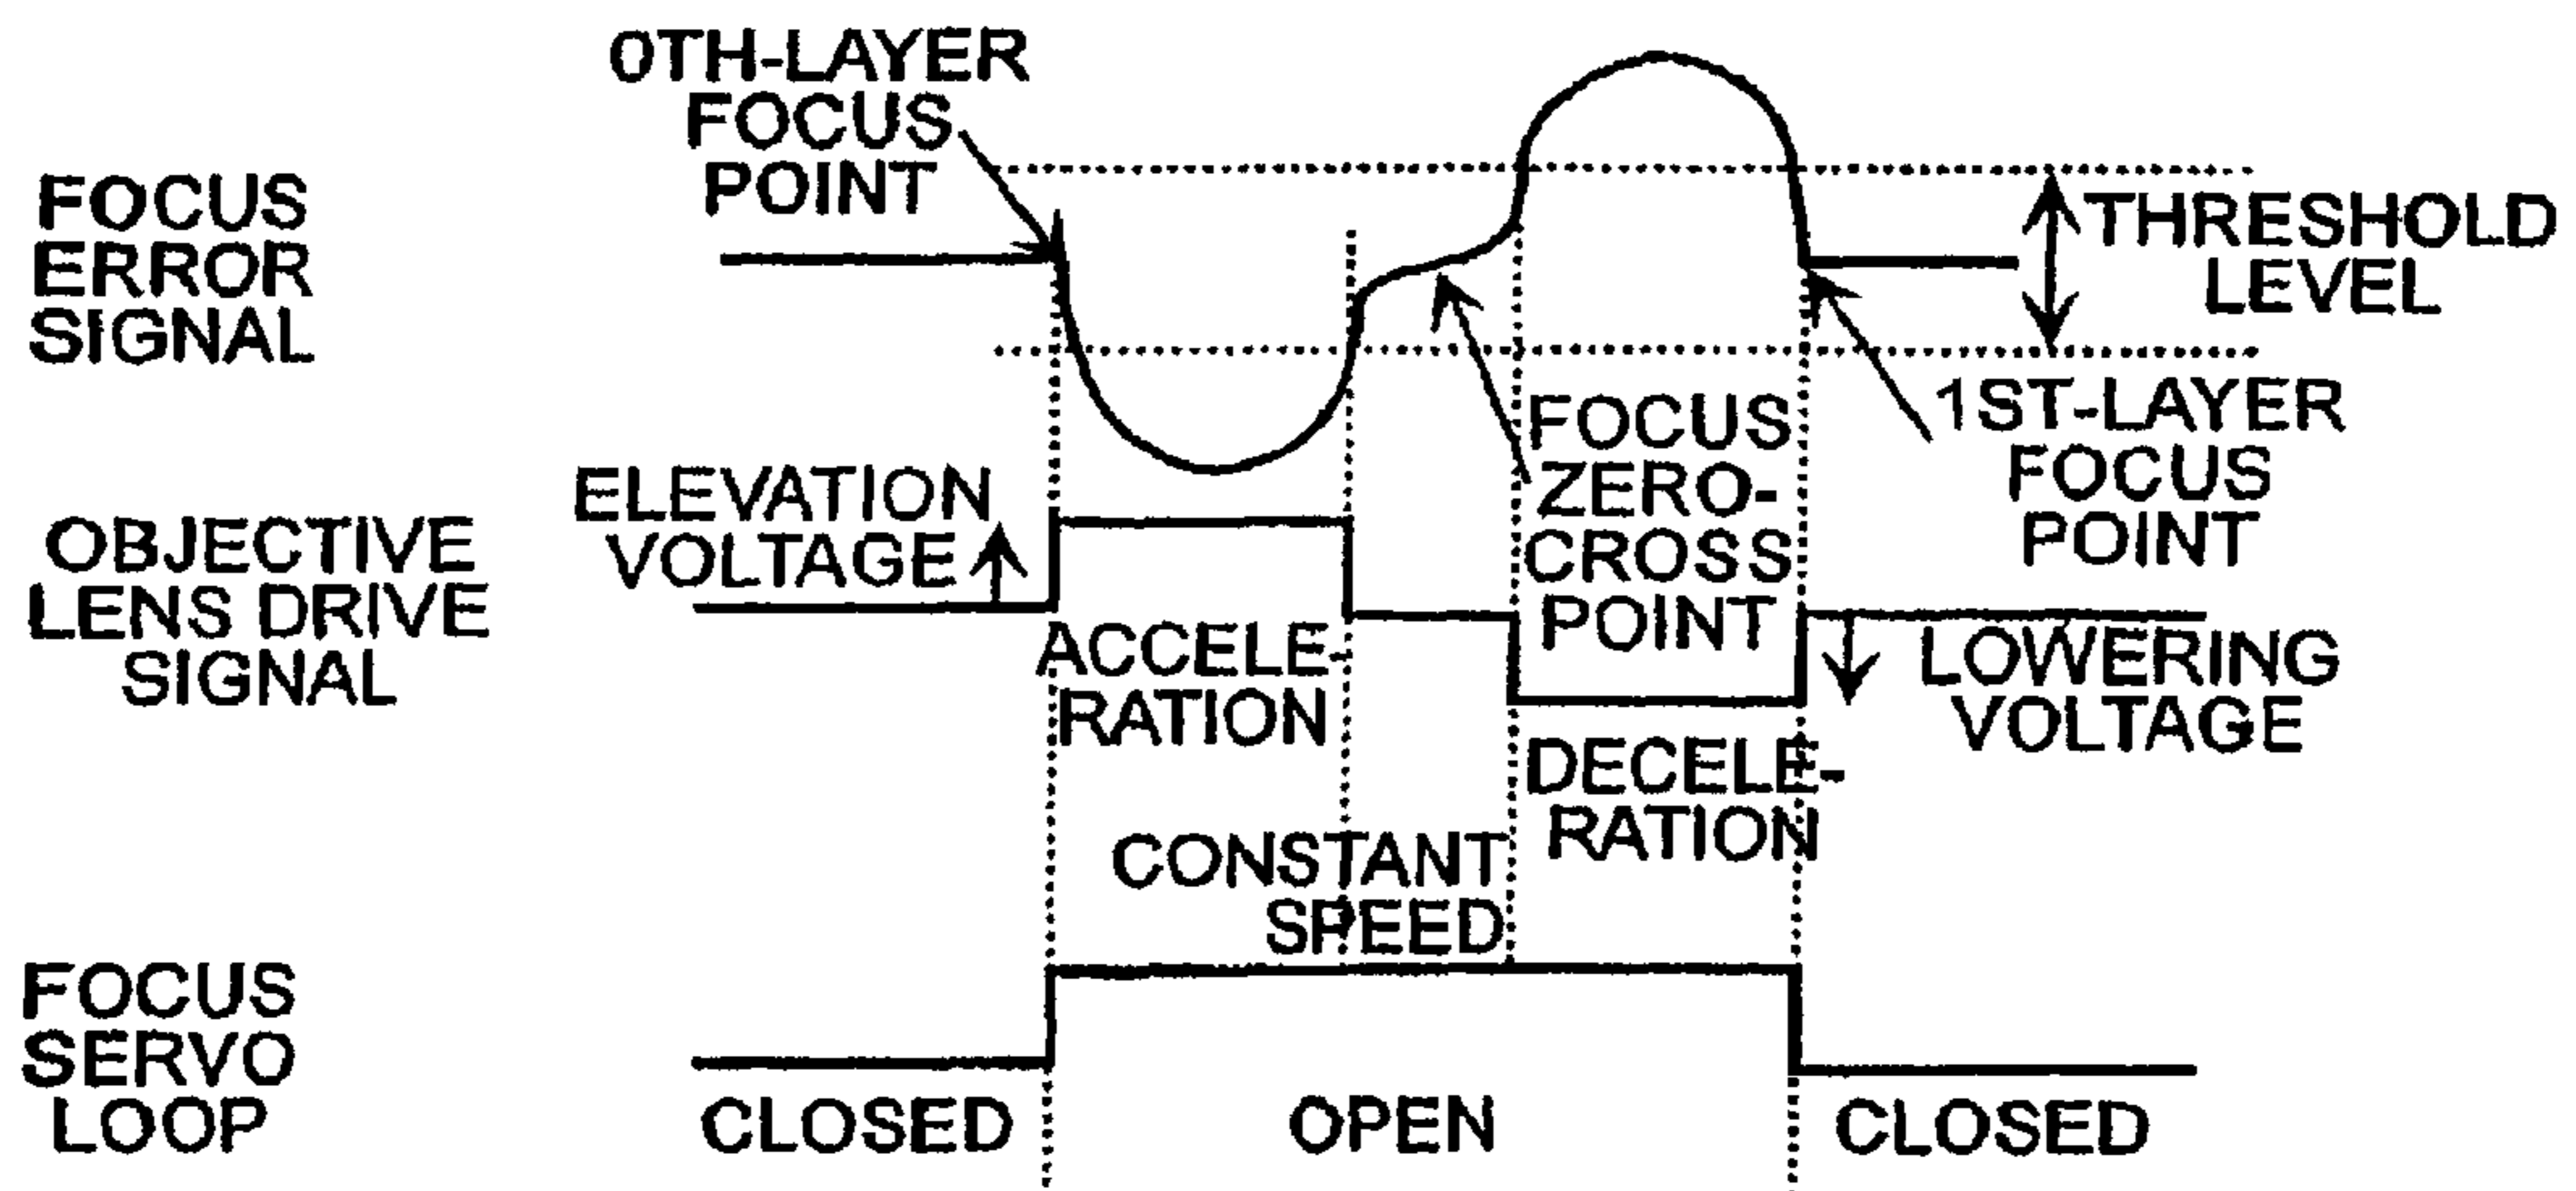 0TH-LAYER
FOCUS
POINT
FOCUS
ERROR
SIGNAL
THRESHOLD
LEVEL
1ST-LAYER
FOCUS
POINT
FOCUS
ZERO-
CROSS
POINT
ELEVATION
VOLTAGE
OBJECTIVE
LENS DRIVE
SIGNAL
ACCELE-
RATION
LOWERING
VOLTAGE
DECELE-
RATION
CONSTANT
SPEED
FOCUS
SERVO
LOOP
CLOSED
OPEN
CLOSED